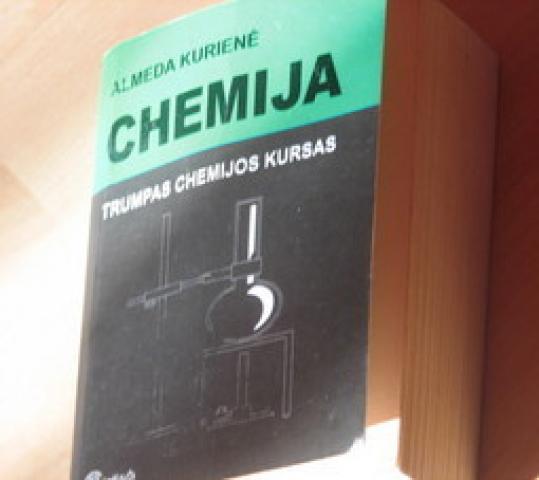 ALMEDA KURIENĖ
CHEMIJA
TRUMPAS CHEMIJOS KURSAS